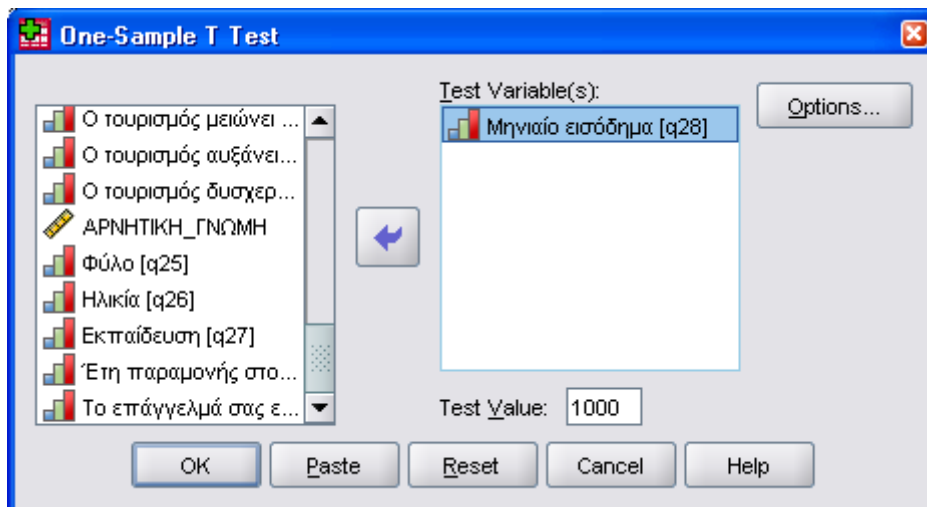 One-Sample T Test
Ο τουρισμός μειώνει ...
Ο τουρισμός αυξάνει...
Ο τουρισμός δυσχερ...
ΑΡΝΗΤΙΚΗ_ΓΝΩΜΗ
Φύλο [q25]
Ηλικία [q26]
Εκπαίδευση [q27]
Έτη παραμονής στο...
Το επάγγελμά σας ε...
Test Variable(s):
Μηνιαίο εισόδημα [q28]
Options...
Test Value: 1000
OK Paste Reset Cancel Help